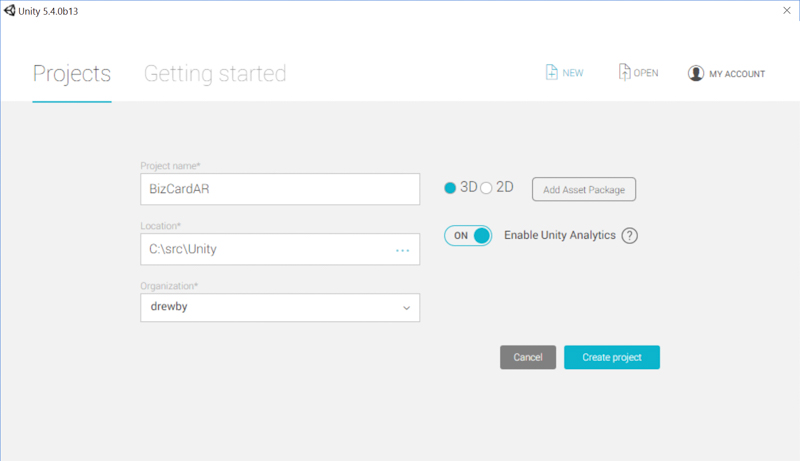 Unity 5.4.0b13
Projects
Getting started
NEW
OPEN
MY ACCOUNT
Project name*
BizCardAR
3D
2D
Add Asset Package
Location*
C:\src\Unity
...
ON
Enable Unity Analytics
?
Organization*
drewby
Cancel
Create project